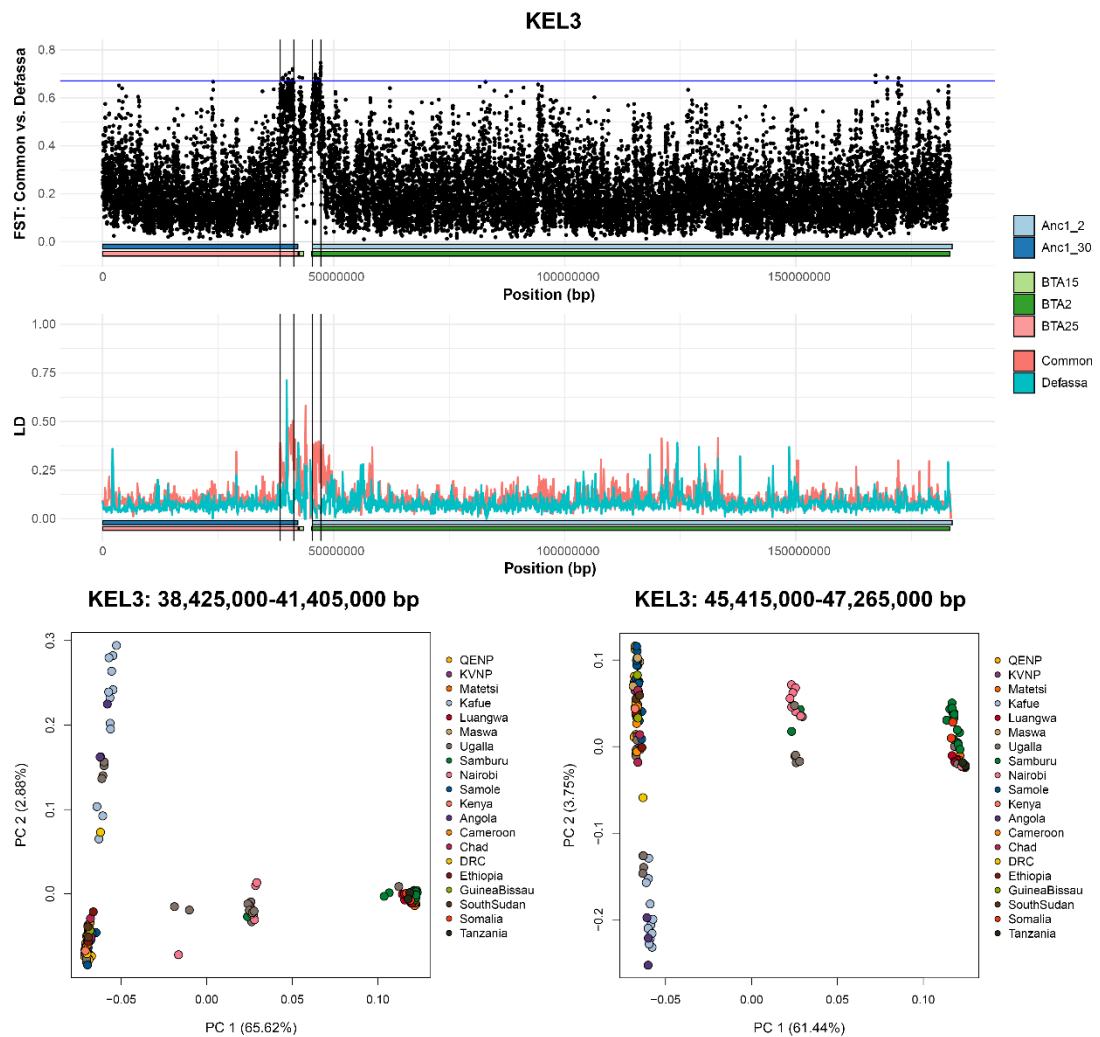 KEL3
FST: Common vs. Defassa
0.8
0.6
0.4
0.2
0.0
0
50000000
100000000
150000000
Position (bp)
Anc1_2
Anc1_30
BTA15
BTA2
BTA25
Common
Defassa
LD
1.00
0.75
0.50
0.25
0.00
0
50000000
100000000
150000000
Position (bp)
KEL3: 38,425,000-41,405,000 bp
PC 2 (2.88%)
0.3
0.2
0.1
0.0
−0.05
0.00
0.05
0.10
PC 1 (65.62%)
QENP
KVNP
Matetsi
Kafue
Luangwa
Maswa
Ugalla
Samburu
Nairobi
Samole
Kenya
Angola
Cameroon
Chad
DRC
Ethiopia
GuineaBissau
SouthSudan
Somalia
Tanzania
KEL3: 45,415,000-47,265,000 bp
PC 2 (3.75%)
0.1
0.0
−0.1
−0.2
−0.05
0.00
0.05
0.10
PC 1 (61.44%)
QENP
KVNP
Matetsi
Kafue
Luangwa
Maswa
Ugalla
Samburu
Nairobi
Samole
Kenya
Angola
Cameroon
Chad
DRC
Ethiopia
GuineaBissau
SouthSudan
Somalia
Tanzania